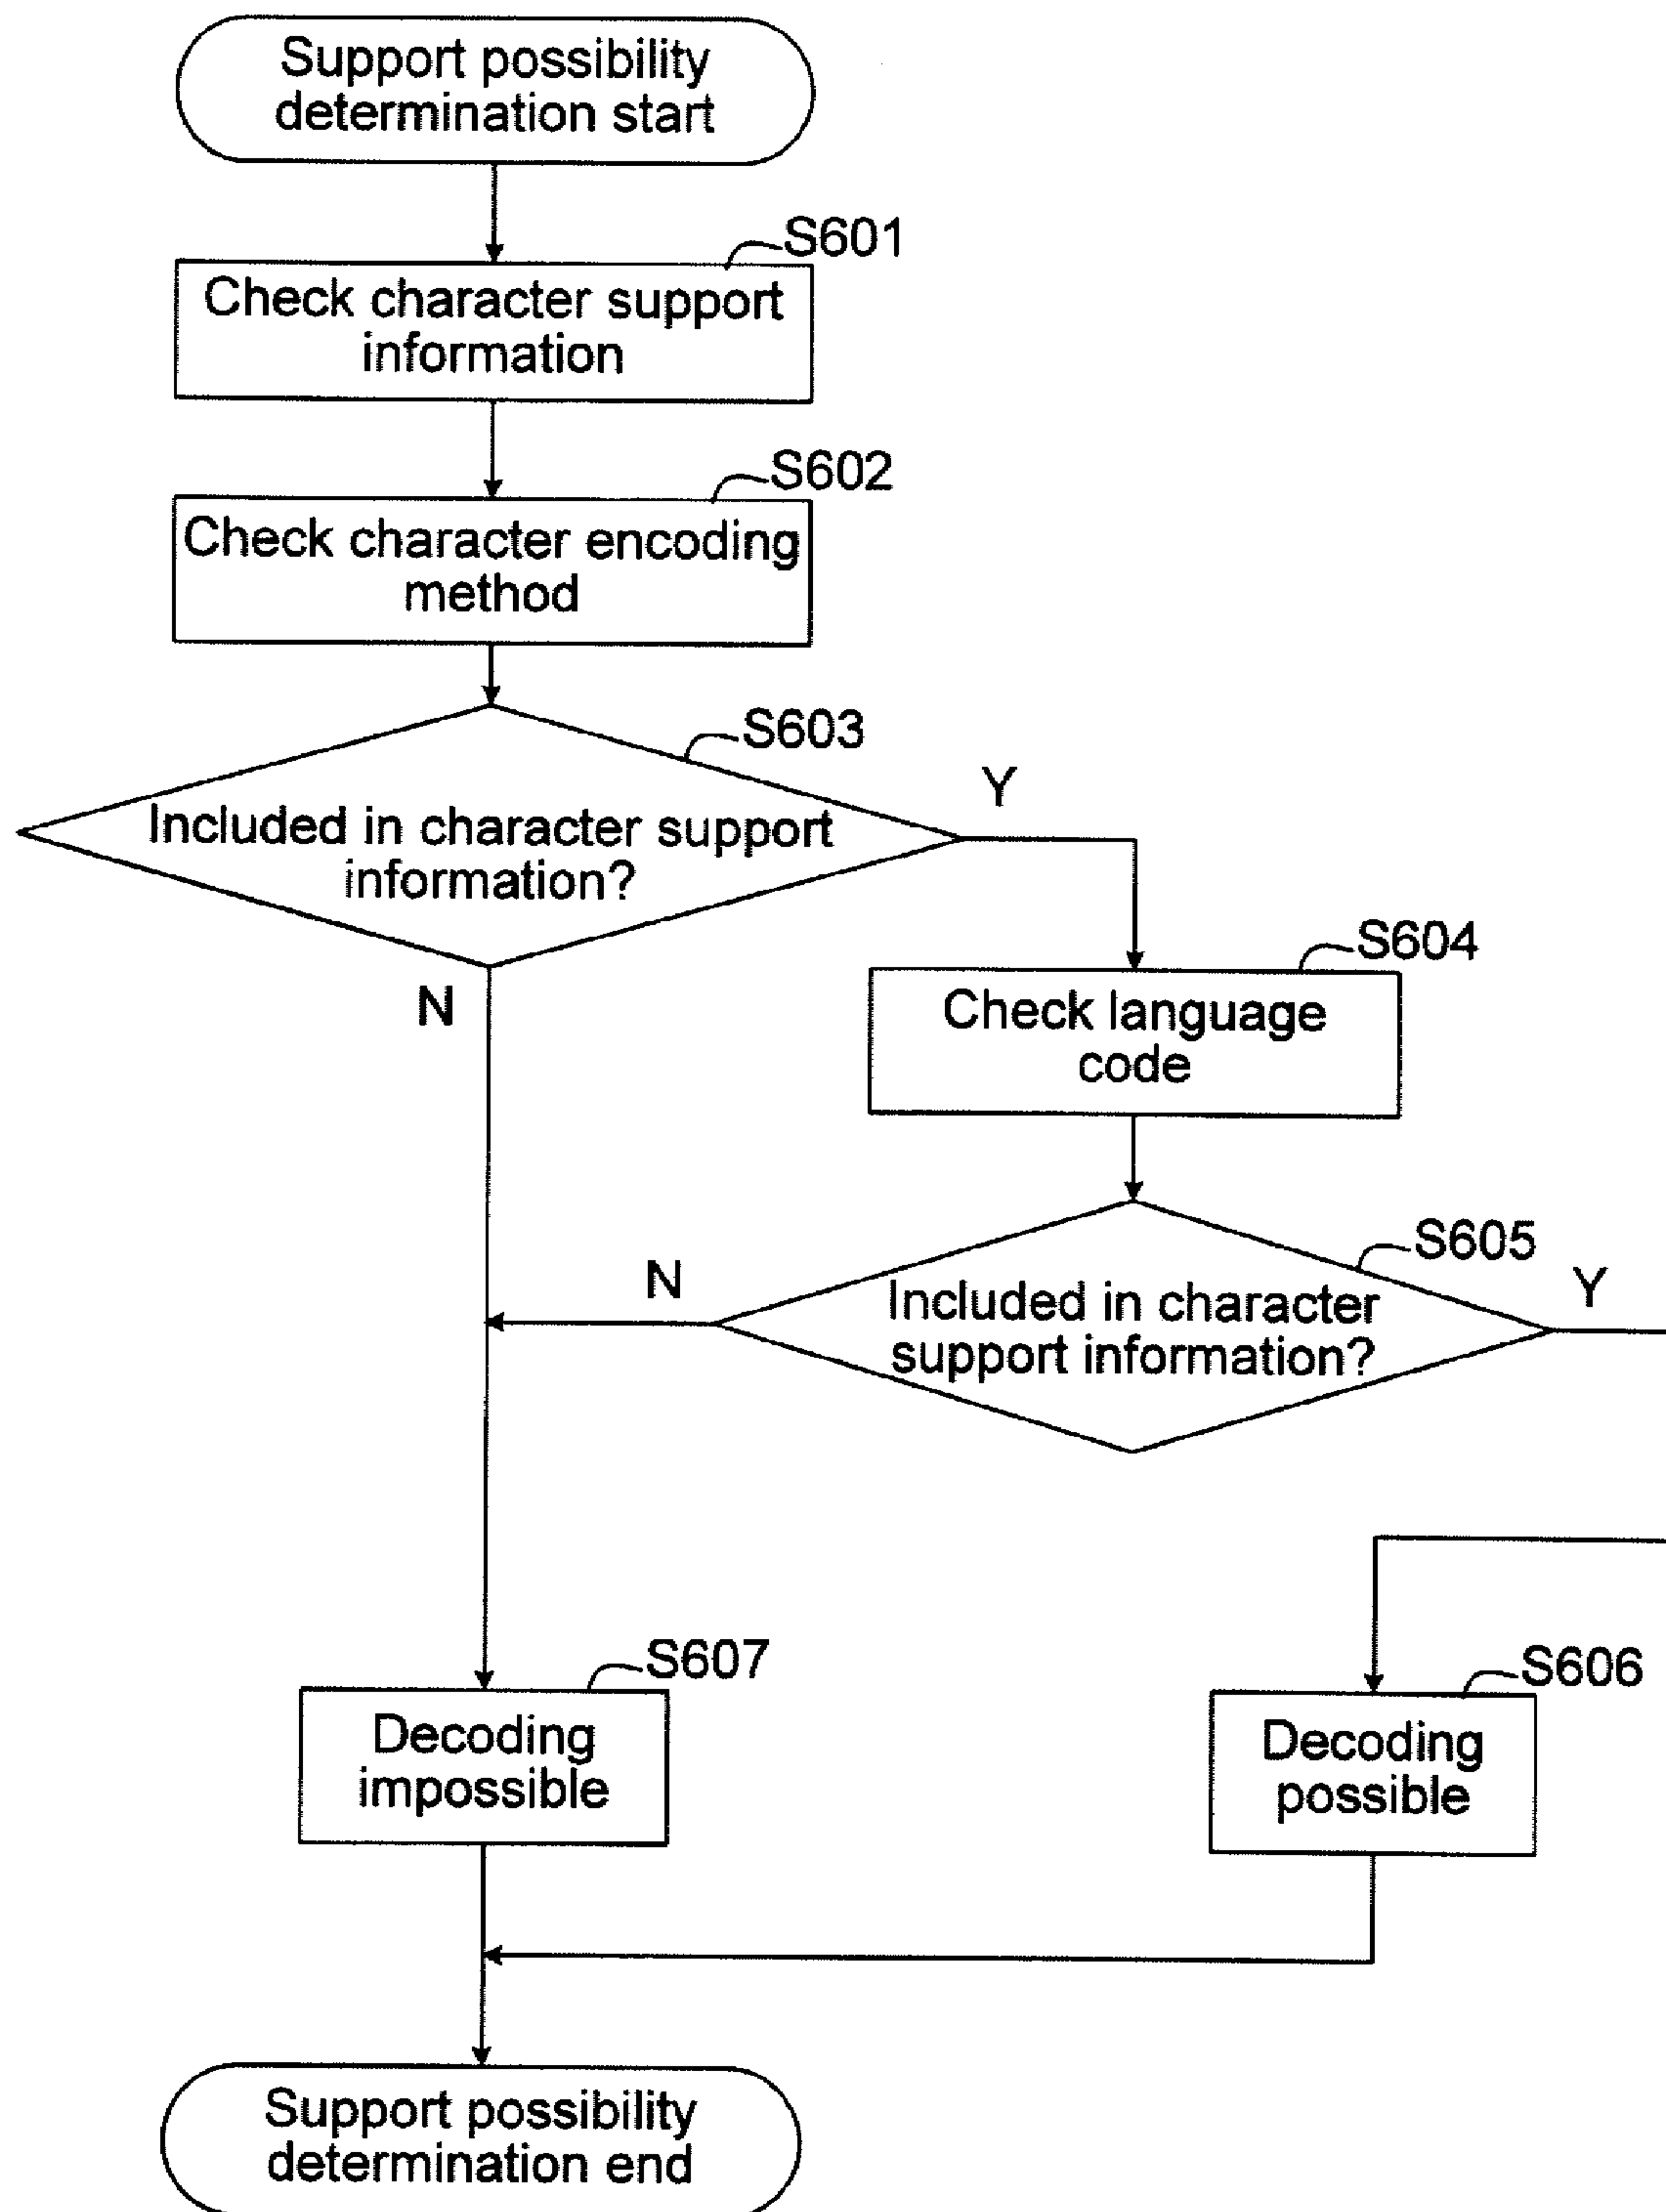 Support possibility
determination start
S601
Check character support
information
S602
Check character encoding
method
S603
Included in character support
information?
Y
N
S604
Check language
code
S605
Included in character
support information?
N
Y
S607
Decoding
impossible
S606
Decoding
possible
Support possibility
determination end